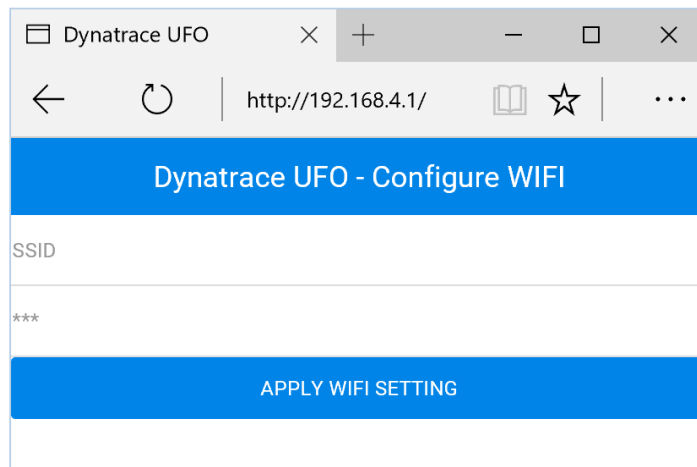 Dynatrace UFO
http://192.168.4.1/
Dynatrace UFO - Configure WIFI
SSID
***
APPLY WIFI SETTING